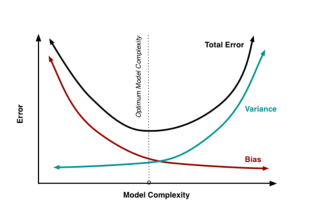 Total Error
Optimum Model Complexity
Variance
Error
Bias
Model Complexity